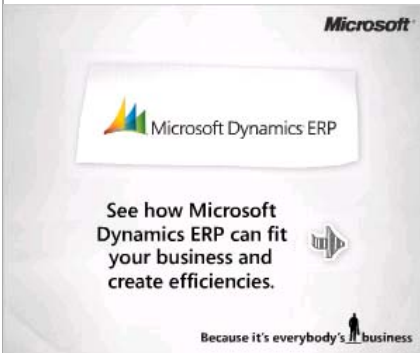 Microsoft
Microsoft Dynamics ERP
See how Microsoft
Dynamics ERP can fit
your business and
create efficiencies.
Because it's everybody's business